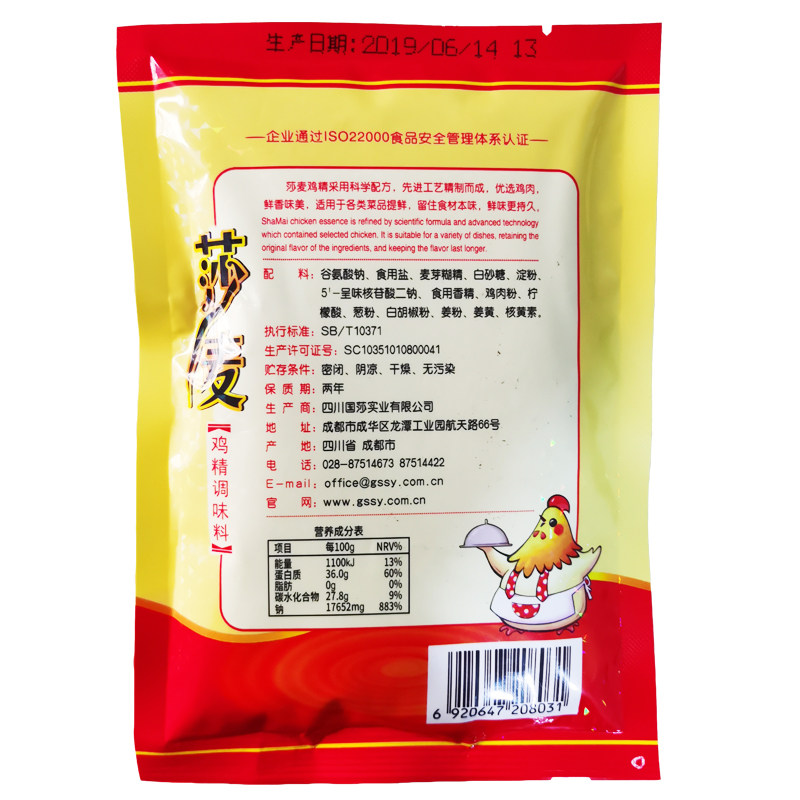 生产日期:2019/06/14 13
—企业通过ISO22000食品安全管理体系认证—
莎麦鸡精采用科学配方，先进工艺精制而成，优选鸡肉，
鲜香味美，适用于各类菜品提鲜，留住食材本味，鲜味更持久。
ShaMai chicken essence is refined by scientific formula and advanced technology
which contained selected chicken. It is suitable for a variety of dishes, retaining the
original flavor of the ingredients, and keeping the flavor last longer.
莎麦
【鸡精调味料】
配 料：谷氨酸钠、食用盐、麦芽糊精、白砂糖、淀粉、
5'-呈味核苷酸二钠、食用香精、鸡肉粉、柠
檬酸、葱粉、白胡椒粉、姜粉、姜黄、核黄素。
执行标准：SB/T10371
生产许可证号：SC10351010800041
贮存条件：密闭、阴凉、干燥、无污染
保 质 期：两年
生 产 商：四川国莎实业有限公司
地 址：成都市成华区龙潭工业园航天路66号
产 地：四川省 成都市
电 话：028-87514673 87514422
E-mail：office@gssy.com.cn
官 网：www.gssy.com.cn
营养成分表
项目 每100g NRV%
能量 1100kJ 13%
蛋白质 36.0g 60%
脂肪 0g 0%
碳水化合物 27.8g 9%
钠 17652mg 883%
6 920647 208031